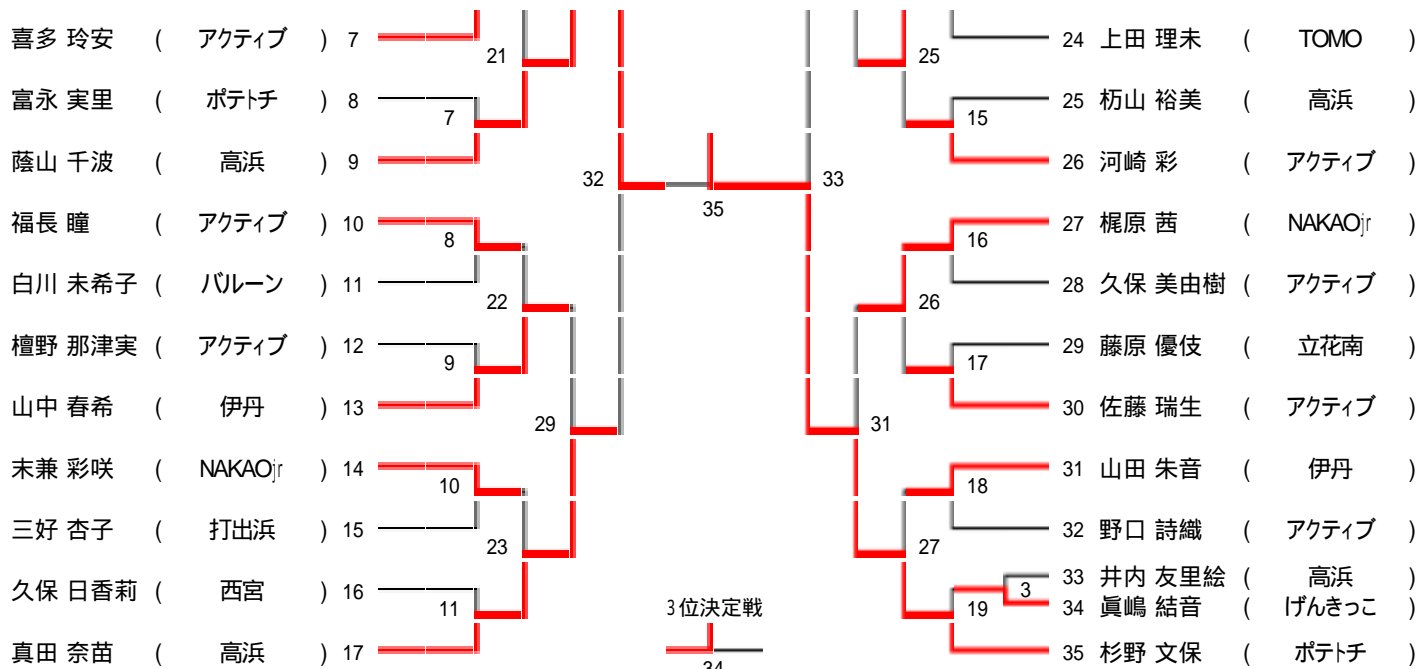 喜多 玲安 ( アクティブ ) 7
富永 実里 ( ポテトチ ) 8
蔭山 千波 ( 高浜 ) 9
福長 瞳 ( アクティブ ) 10
白川 未希子 ( バルーン ) 11
檀野 那津実 ( アクティブ ) 12
山中 春希 ( 伊丹 ) 13
末兼 彩咲 ( NAKAOjr ) 14
三好 杏子 ( 打出浜 ) 15
久保 日香莉 ( 西宮 ) 16
真田 奈苗 ( 高浜 ) 17
21
7
8
22
9
29
10
23
11
32
35
33
3位決定戦
34
25
15
16
26
17
31
18
27
3
19
24 上田 理未 ( TOMO )
25 杤山 裕美 ( 高浜 )
26 河崎 彩 ( アクティブ )
27 梶原 茜 ( NAKAOjr )
28 久保 美由樹 ( アクティブ )
29 藤原 優伎 ( 立花南 )
30 佐藤 瑞生 ( アクティブ )
31 山田 朱音 ( 伊丹 )
32 野口 詩織 ( アクティブ )
33 井内 友里絵 ( 高浜 )
34 眞嶋 結音 ( げんきっこ )
35 杉野 文保 ( ポテトチ )